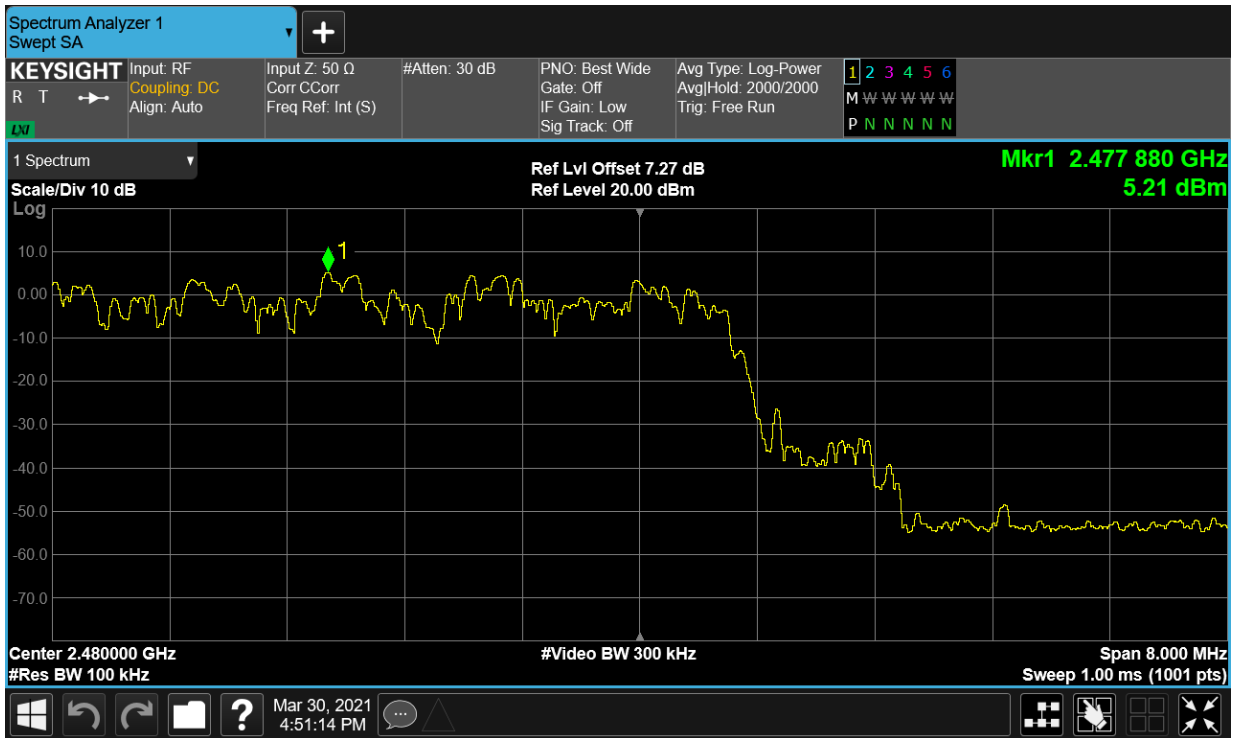 Spectrum Analyzer 1
Swept SA
KEYSIGHT
R T
LXI
Input: RF
Coupling: DC
Align: Auto
Input Z: 50 Ω
Corr CCorr
Freq Ref: Int (S)
#Atten: 30 dB
PNO: Best Wide
Gate: Off
IF Gain: Low
Sig Track: Off
Avg Type: Log-Power
Avg|Hold: 2000/2000
Trig: Free Run
1 2 3 4 5 6
M W W W W W
P N N N N N
1 Spectrum
Scale/Div 10 dB
Log
Ref Lvl Offset 7.27 dB
Ref Level 20.00 dBm
Mkr1 2.477 880 GHz
5.21 dBm
1
10.0
0.00
-10.0
-20.0
-30.0
-40.0
-50.0
-60.0
-70.0
Center 2.480000 GHz
#Res BW 100 kHz
#Video BW 300 kHz
Span 8.000 MHz
Sweep 1.00 ms (1001 pts)
?
Mar 30, 2021
4:51:14 PM